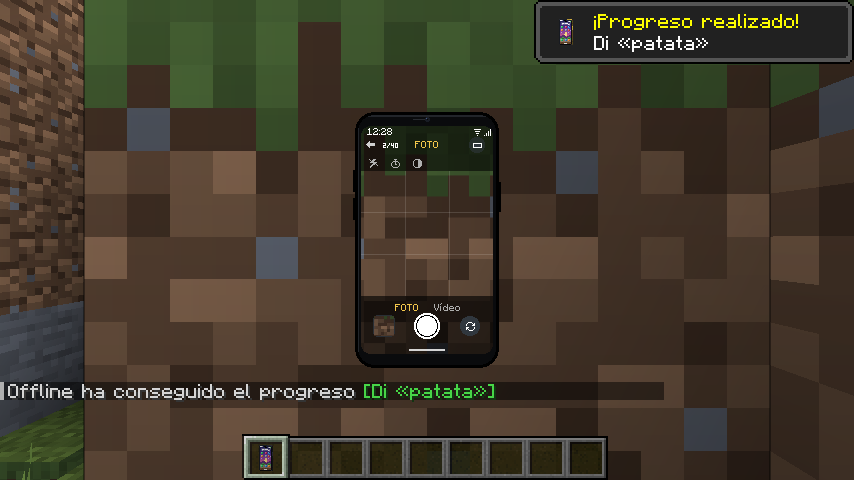 ¡Progreso realizado!
Di «patata»
12:28
2/40 FOTO
FOTO Vídeo
Offline ha conseguido el progreso [Di «patata»]